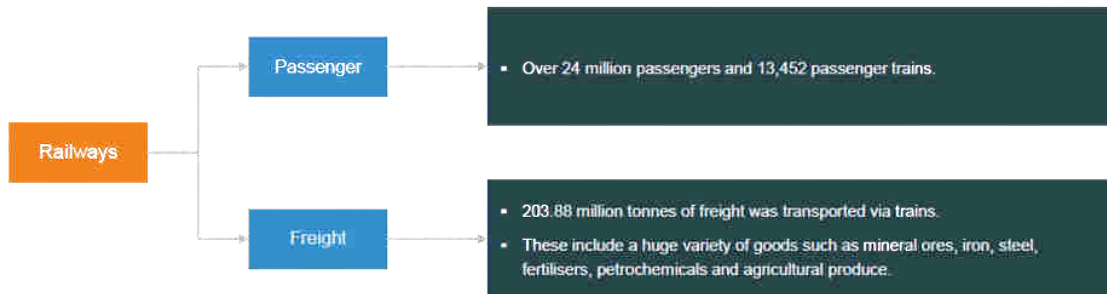 Railways
Passenger
▪ Over 24 million passengers and 13,452 passenger trains.
Freight
▪ 203.88 million tonnes of freight was transported via trains.
▪ These include a huge variety of goods such as mineral ores, iron, steel,
fertilisers, petrochemicals and agricultural produce.